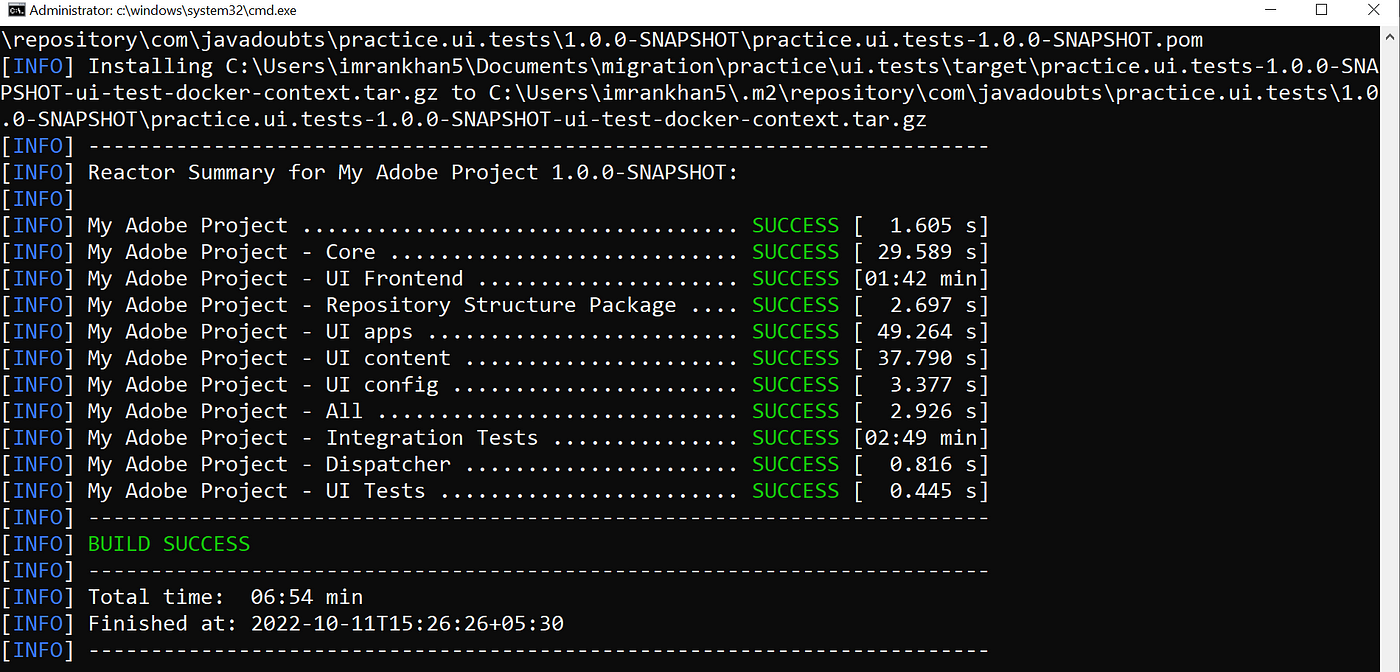 Administrator: c:\windows\system32\cmd.exe
\repository\com\javadoubts\practice.ui.tests\1.0.0-SNAPSHOT\practice.ui.tests-1.0.0-SNAPSHOT.pom
[INFO] Installing C:\Users\imrankhan5\Documents\migration\practice\ui.tests\target\practice.ui.tests-1.0.0-SNA
PSHOT-ui-test-docker-context.tar.gz to C:\Users\imrankhan5\.m2\repository\com\javadoubts\practice.ui.tests\1.0
.0-SNAPSHOT\practice.ui.tests-1.0.0-SNAPSHOT-ui-test-docker-context.tar.gz
[INFO] ------------------------------------------------------------------------
[INFO] Reactor Summary for My Adobe Project 1.0.0-SNAPSHOT:
[INFO]
[INFO] My Adobe Project ................................... SUCCESS [  1.605 s]
[INFO] My Adobe Project - Core ............................ SUCCESS [ 29.589 s]
[INFO] My Adobe Project - UI Frontend ..................... SUCCESS [01:42 min]
[INFO] My Adobe Project - Repository Structure Package .... SUCCESS [  2.697 s]
[INFO] My Adobe Project - UI apps ......................... SUCCESS [ 49.264 s]
[INFO] My Adobe Project - UI content ...................... SUCCESS [ 37.790 s]
[INFO] My Adobe Project - UI config ....................... SUCCESS [  3.377 s]
[INFO] My Adobe Project - All ............................. SUCCESS [  2.926 s]
[INFO] My Adobe Project - Integration Tests ............... SUCCESS [02:49 min]
[INFO] My Adobe Project - Dispatcher ...................... SUCCESS [  0.816 s]
[INFO] My Adobe Project - UI Tests ........................ SUCCESS [  0.445 s]
[INFO] ------------------------------------------------------------------------
[INFO] BUILD SUCCESS
[INFO] ------------------------------------------------------------------------
[INFO] Total time:  06:54 min
[INFO] Finished at: 2022-10-11T15:26:26+05:30
[INFO] ------------------------------------------------------------------------